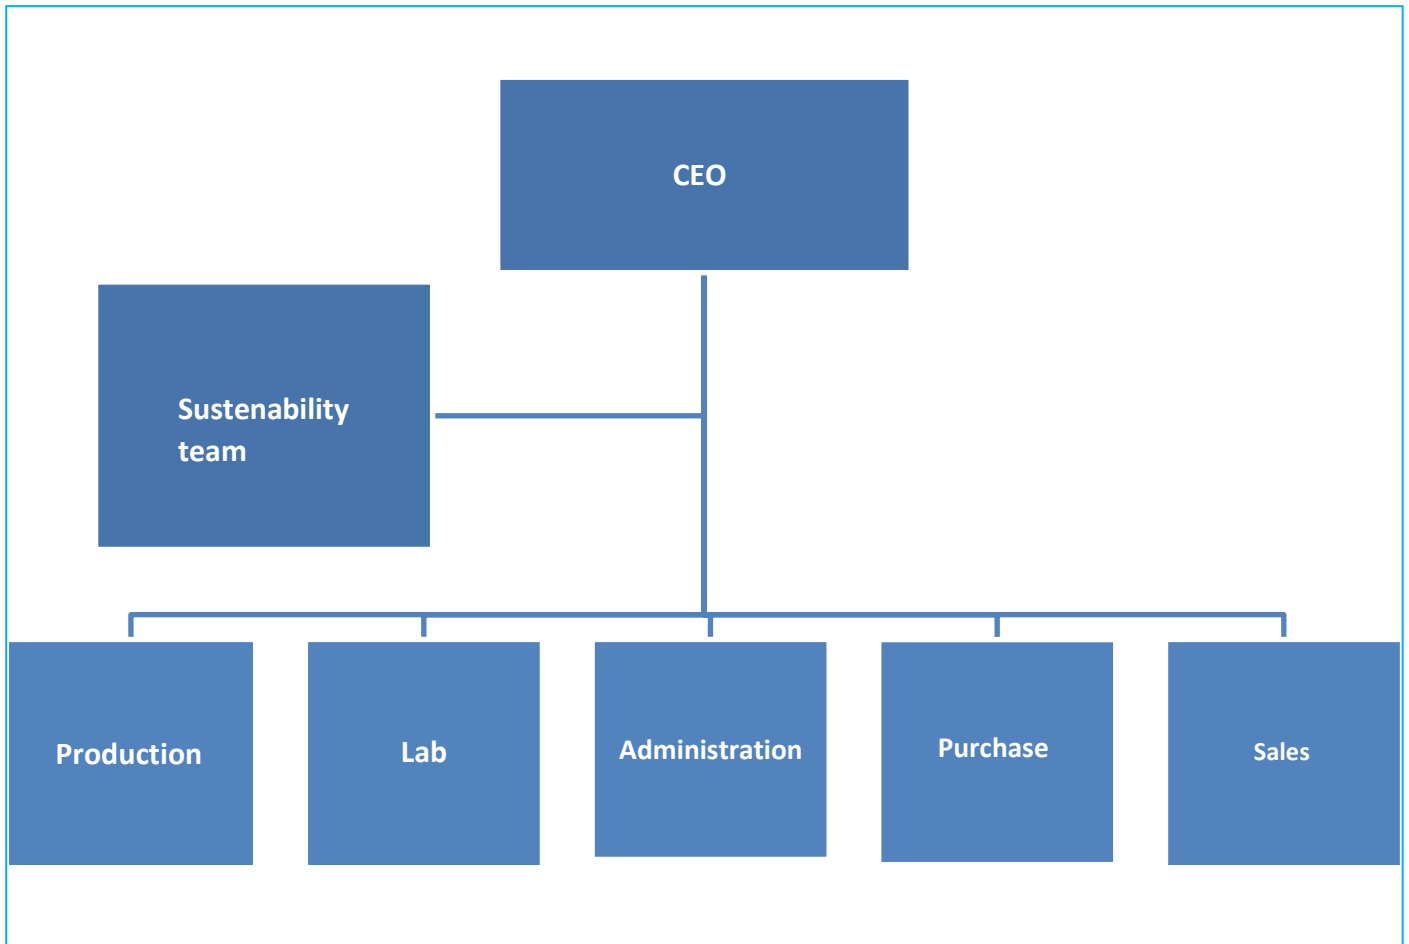 CEO
Sustenability
team
Production
Lab
Administration
Purchase
Sales